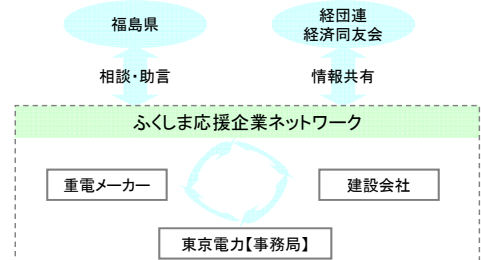 福島県
経団連
経済同友会
相談・助言
情報共有
ふくしま応援企業ネットワーク
重電メーカー
建設会社
東京電力【事務局】